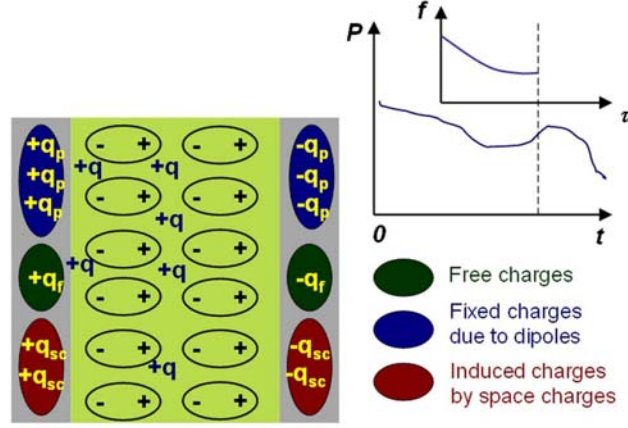 f
P
τ
0
t
+qp
+qp
+qp
+qf
+qsc
+qsc
- + - +
+q +q
- + - +
+q
- + - +
+q +q
- + - +
- + - +
+q
- + - +
-qp
-qp
-qp
-qf
-qsc
-qsc
Free charges
Fixed charges
due to dipoles
Induced charges
by space charges